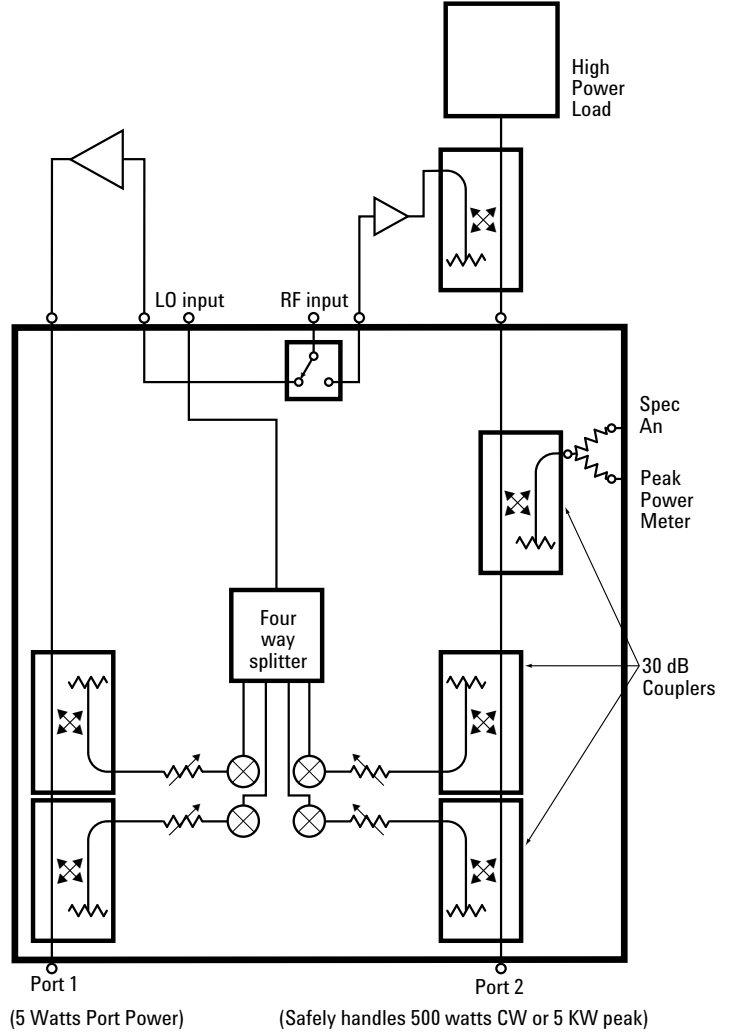 High
Power
Load
LO input
RF input
Spec
An
Peak
Power
Meter
Four
way
splitter
30 dB
Couplers
Port 1
Port 2
(5 Watts Port Power)
(Safely handles 500 watts CW or 5 KW peak)